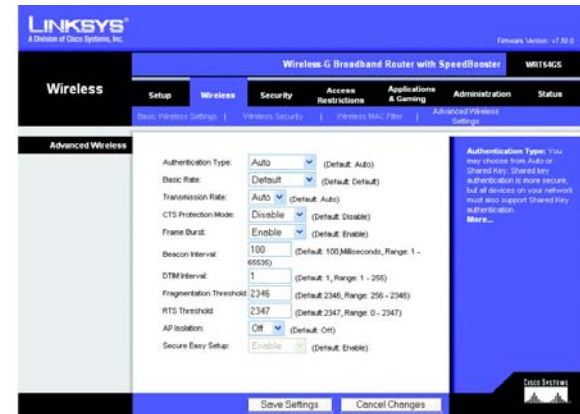 LINKSYS®
A Division of Cisco Systems, Inc.
Firmware Version: v7.50.0
Wireless-G Broadband Router with SpeedBooster WRT54GS
Wireless
Setup Wireless Security Access Restrictions Applications & Gaming Administration Status
Basic Wireless Settings | Wireless Security | Wireless MAC Filter | Advanced Wireless Settings
Advanced Wireless
Authentication Type: Auto (Default: Auto)
Basic Rate: Default (Default: Default)
Transmission Rate: Auto (Default: Auto)
CTS Protection Mode: Disable (Default: Disable)
Frame Burst: Enable (Default: Enable)
Beacon Interval: 100 (Default: 100, Milliseconds, Range: 1 -
65535)
DTIM Interval: 1 (Default: 1, Range: 1 - 255)
Fragmentation Threshold: 2346 (Default: 2346, Range: 256 - 2346)
RTS Threshold: 2347 (Default: 2347, Range: 0 - 2347)
AP Isolation: Off (Default: Off)
Secure Easy Setup: Enable (Default: Enable)
Authentication Type: You
may choose from Auto or
Shared Key. Shared key
authentication is more secure,
but all devices on your network
must also support Shared Key
authentication.
More...
Save Settings Cancel Changes
CISCO SYSTEMS